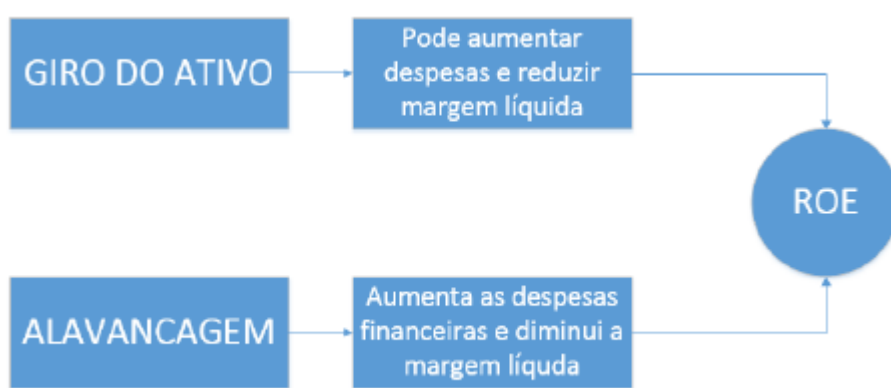 GIRO DO ATIVO
Pode aumentar
despesas e reduzir
margem líquida
ROE
ALAVANCAGEM
Aumenta as despesas
financeiras e diminui a
margem líquda